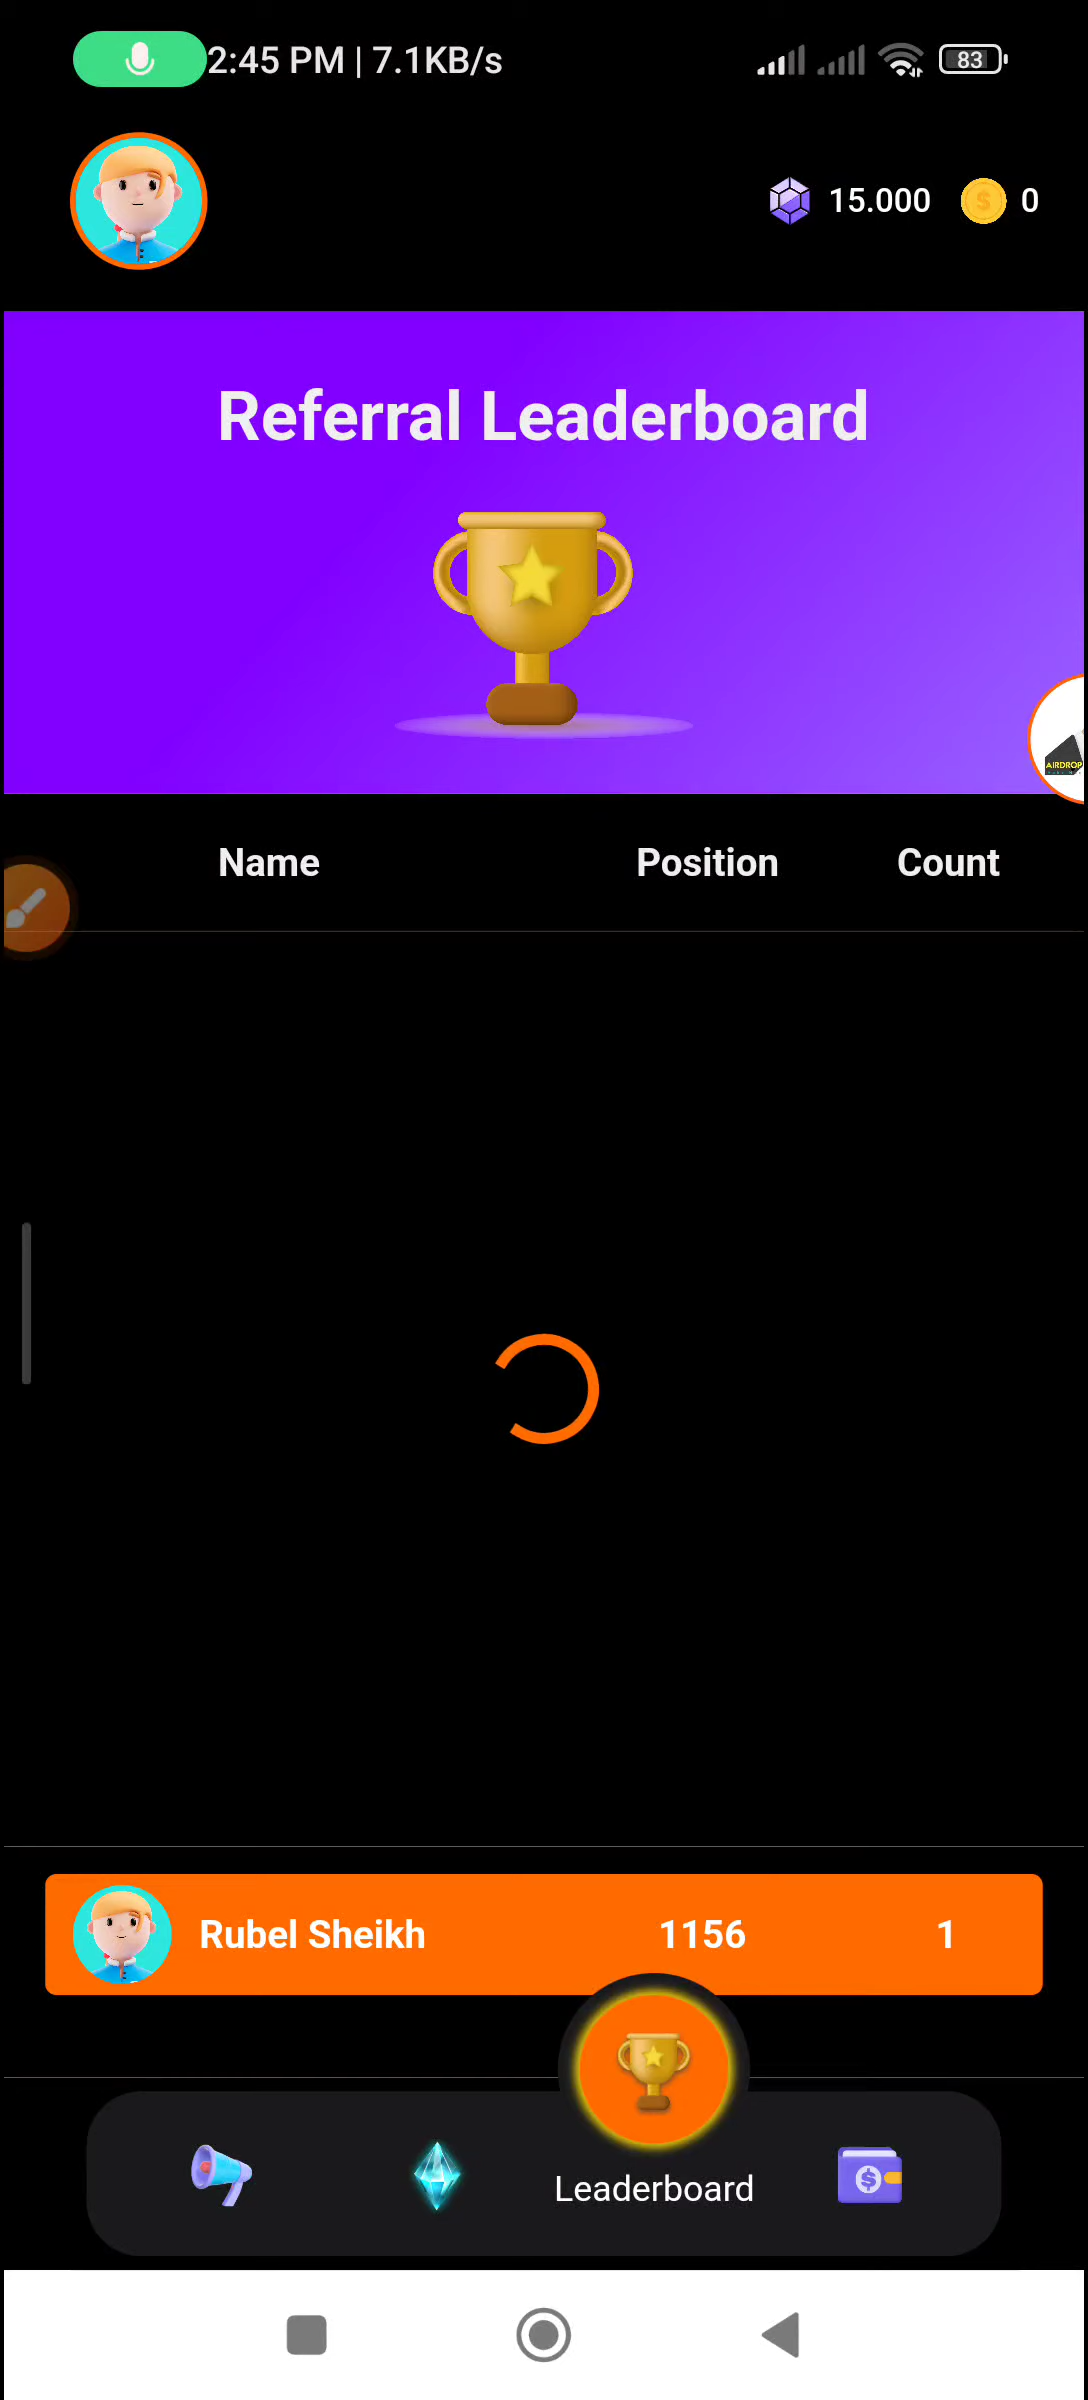 2:45 PM | 7.1KB/s 83
15.000 0
Referral Leaderboard
AIRDROP
Name Position Count
Rubel Sheikh 1156 1
Leaderboard